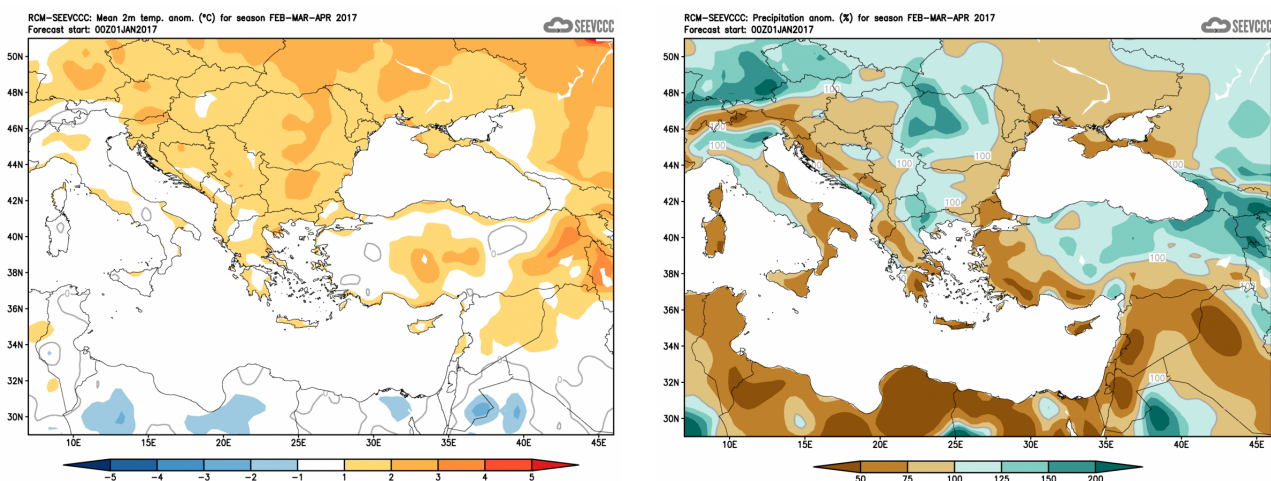 RCM-SEEVCCC: Mean 2m temp. anom. (°C) for season FEB-MAR-APR 2017
Forecast start: 00Z01JAN2017
SEEVCCC
50N
48N
46N
44N
42N
40N
38N
36N
34N
32N
30N
10E 15E 20E 25E 30E 35E 40E 45E
-5 -4 -3 -2 -1 1 2 3 4 5
RCM-SEEVCCC: Precipitation anom. (%) for season FEB-MAR-APR 2017
Forecast start: 00Z01JAN2017
SEEVCCC
50N
48N
46N
44N
42N
40N
38N
36N
34N
32N
30N
100
100
100
100
100
100
100
100
100
100
10E 15E 20E 25E 30E 35E 40E 45E
50 75 100 125 150 200